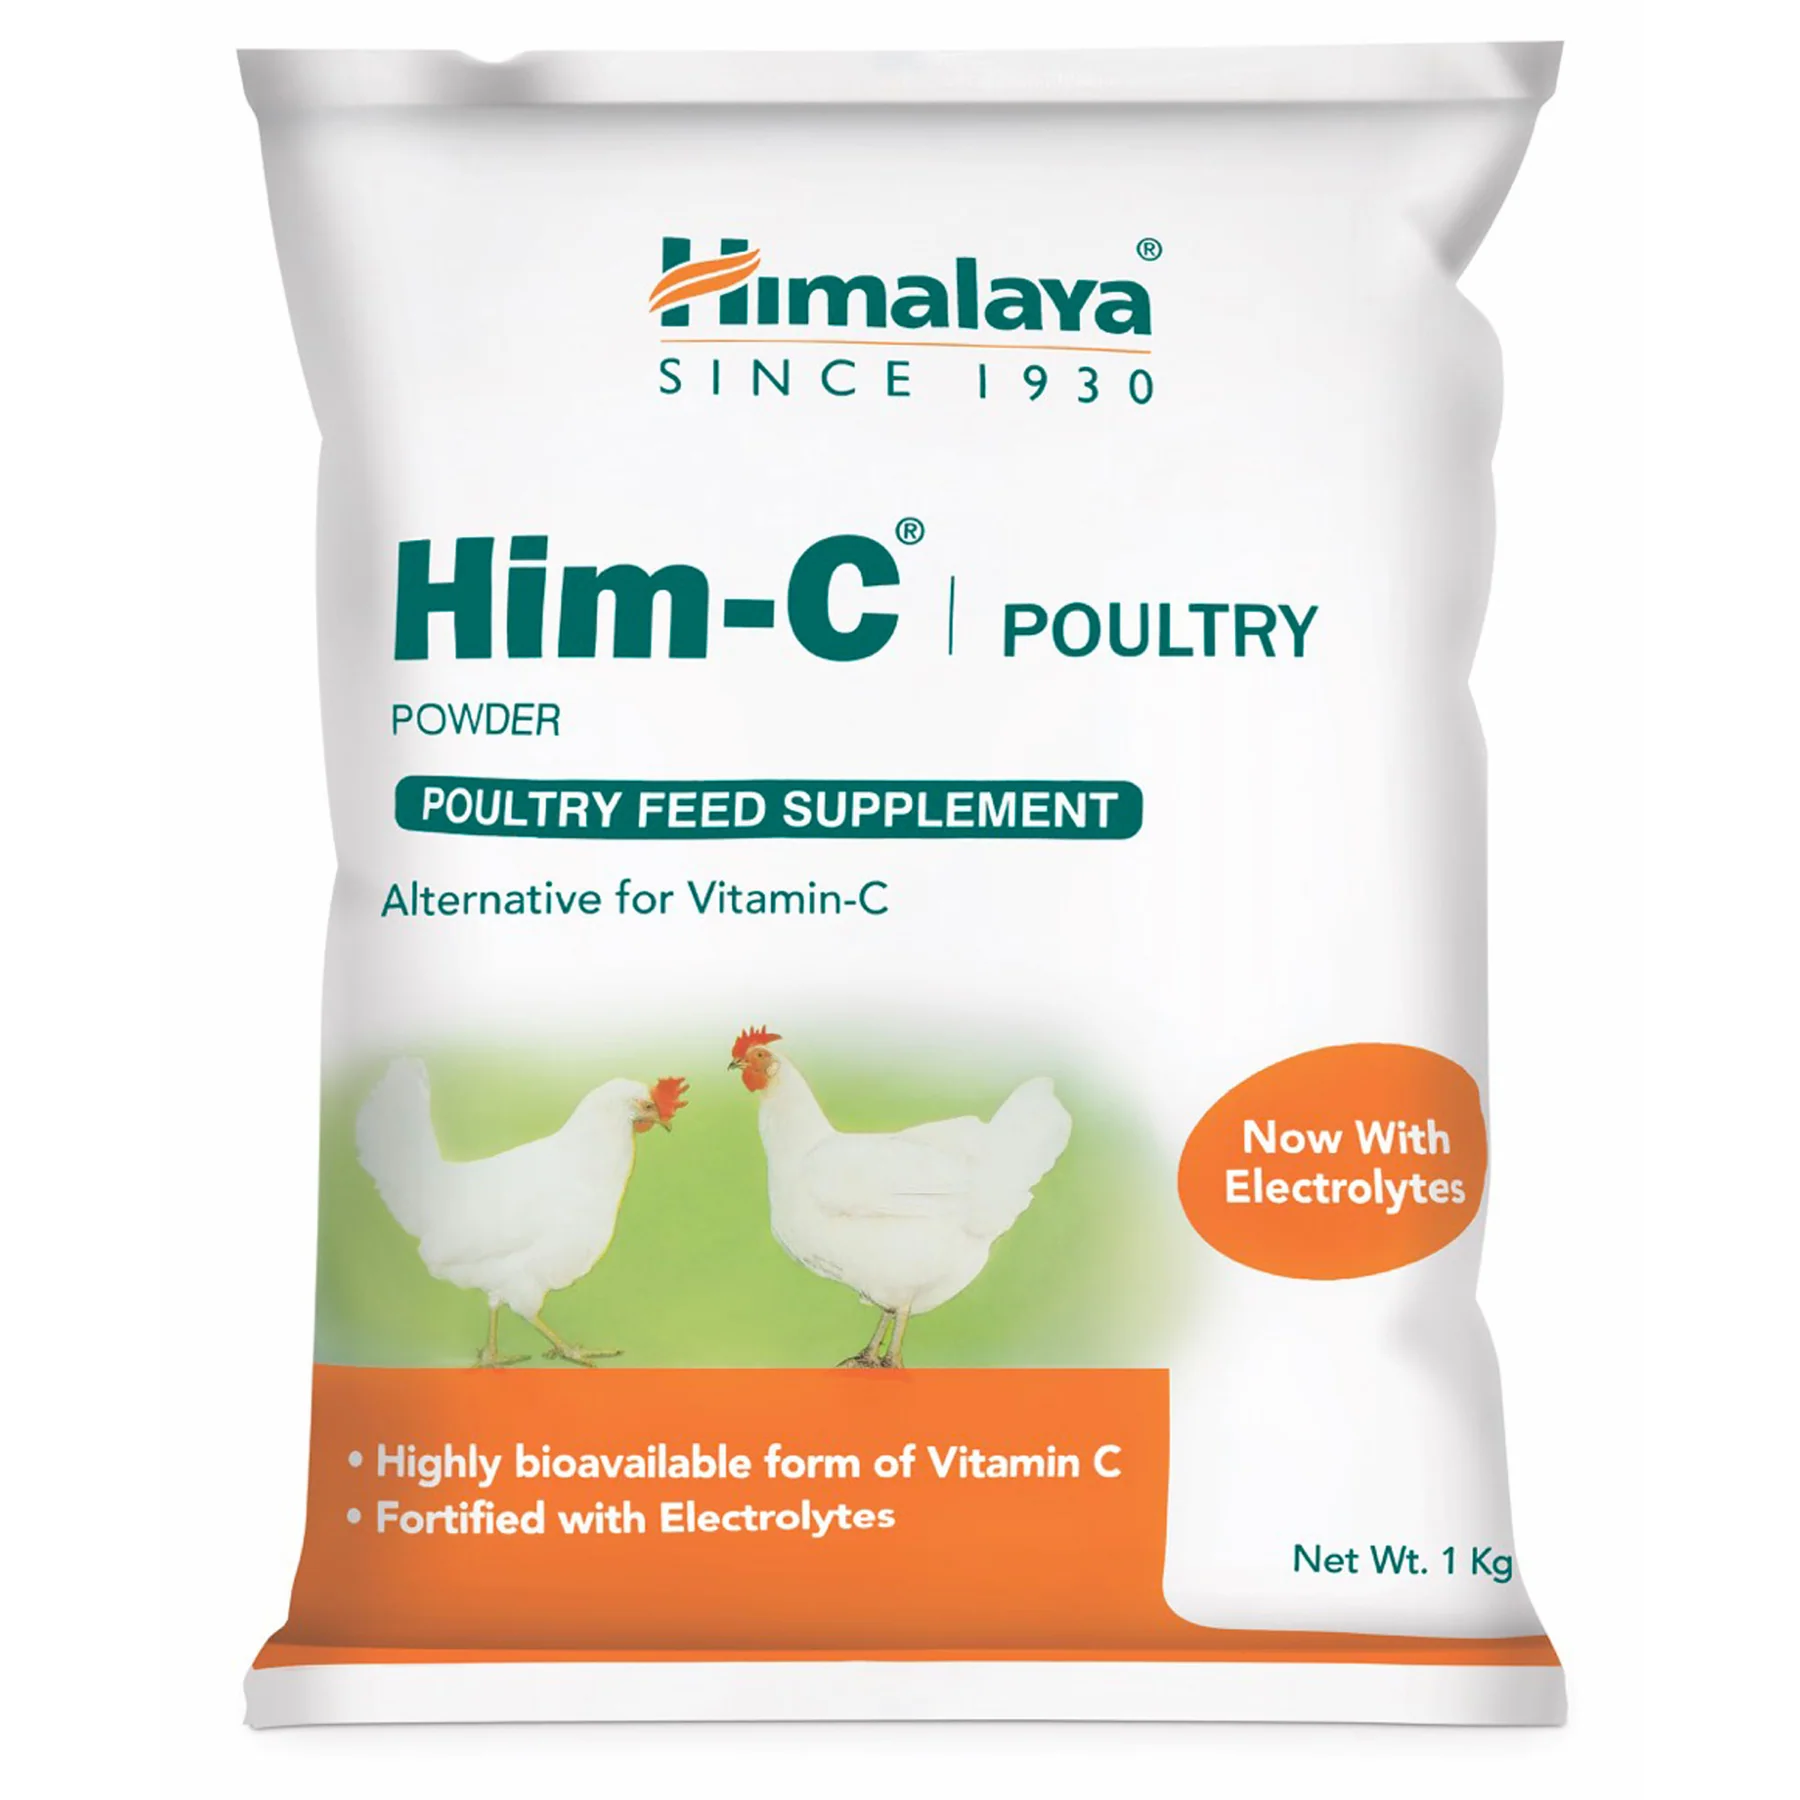 Himalaya®
SINCE 1930
Him-C® | POULTRY
POWDER
POULTRY FEED SUPPLEMENT
Alternative for Vitamin-C
Now With
Electrolytes
• Highly bioavailable form of Vitamin C
• Fortified with Electrolytes
Net Wt. 1 Kg